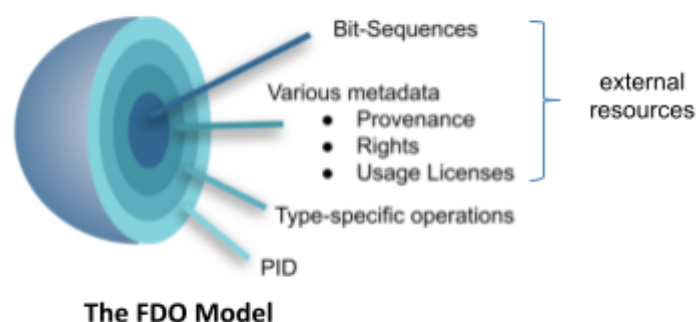 Bit-Sequences
Various metadata
● Provenance
● Rights
● Usage Licenses
external
resources
Type-specific operations
PID
The FDO Model